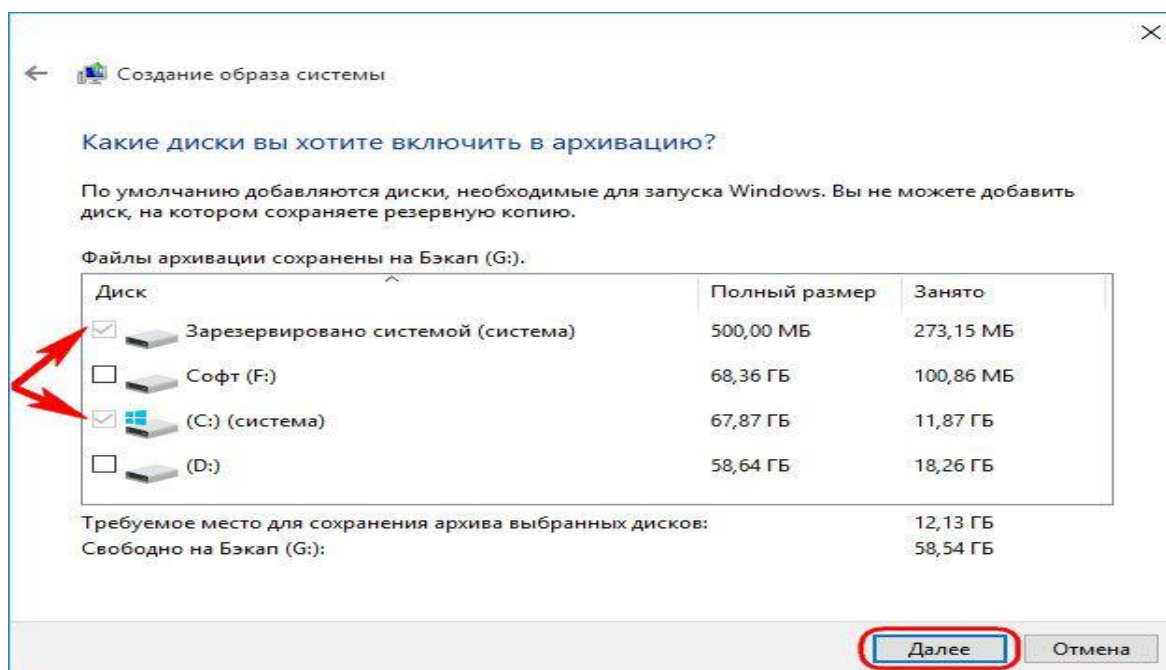 Создание образа системы
Какие диски вы хотите включить в архивацию?
По умолчанию добавляются диски, необходимые для запуска Windows. Вы не можете добавить
диск, на котором сохраняете резервную копию.
Файлы архивации сохранены на Бэкап (G:).
Диск Полный размер Занято
Зарезервировано системой (система) 500,00 МБ 273,15 МБ
Софт (F:) 68,36 ГБ 100,86 МБ
(C:) (система) 67,87 ГБ 11,87 ГБ
(D:) 58,64 ГБ 18,26 ГБ
Требуемое место для сохранения архива выбранных дисков: 12,13 ГБ
Свободно на Бэкап (G:): 58,54 ГБ
Далее Отмена